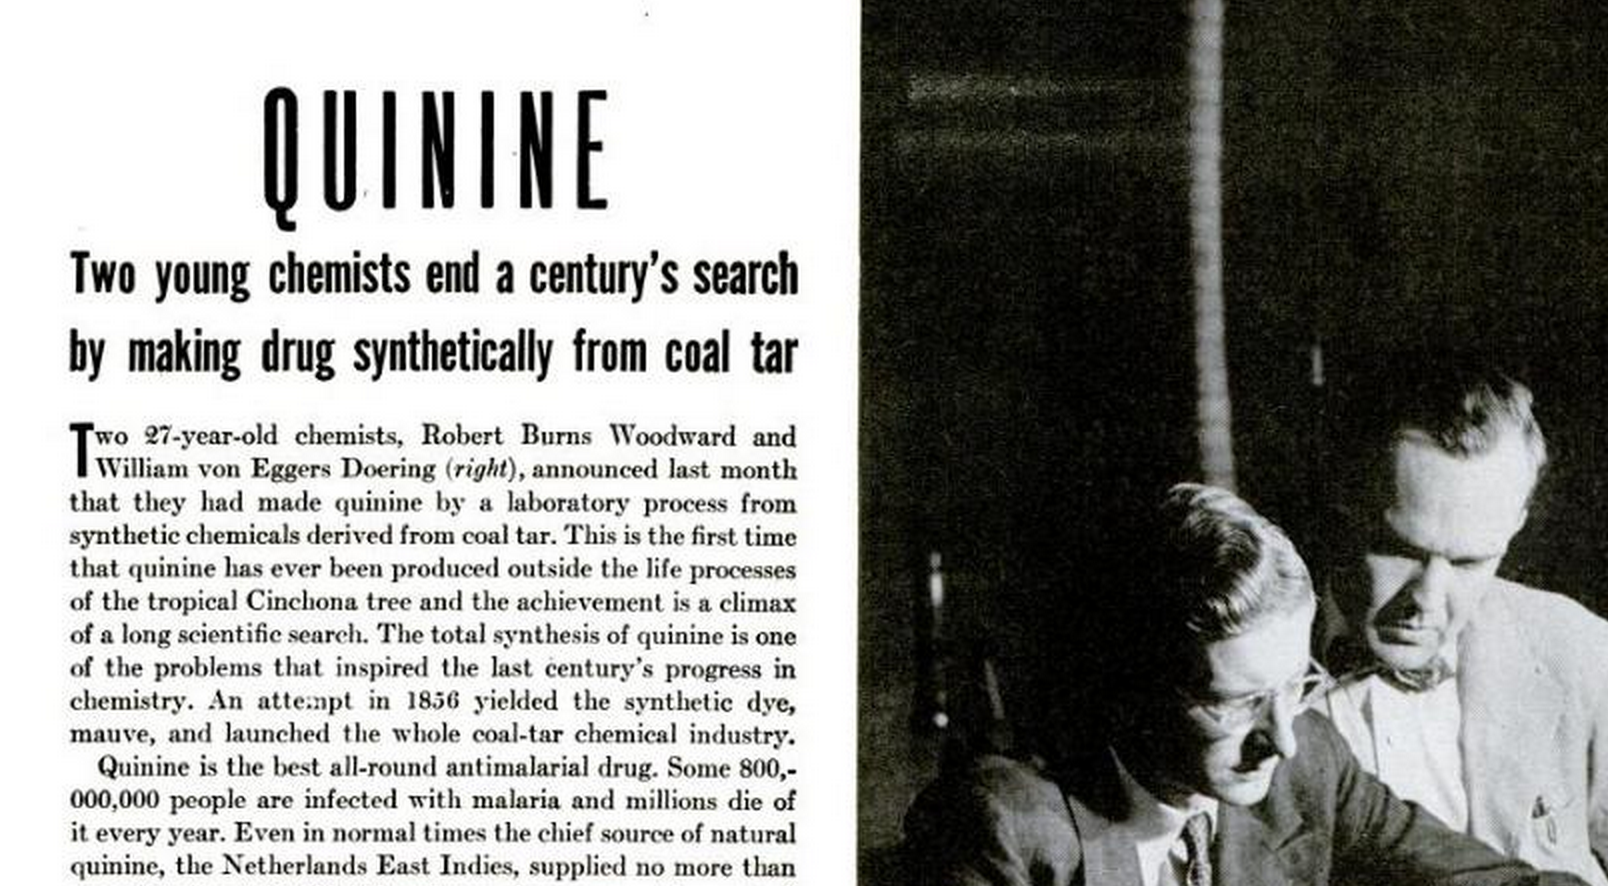 QUININE
Two young chemists end a century's search
by making drug synthetically from coal tar
Two 27-year-old chemists, Robert Burns Woodward and
William von Eggers Doering (right), announced last month
that they had made quinine by a laboratory process from
synthetic chemicals derived from coal tar. This is the first time
that quinine has ever been produced outside the life processes
of the tropical Cinchona tree and the achievement is a climax
of a long scientific search. The total synthesis of quinine is one
of the problems that inspired the last century's progress in
chemistry. An attempt in 1856 yielded the synthetic dye,
mauve, and launched the whole coal-tar chemical industry.
Quinine is the best all-round antimalarial drug. Some 800,-
000,000 people are infected with malaria and millions die of
it every year. Even in normal times the chief source of natural
quinine, the Netherlands East Indies, supplied no more than